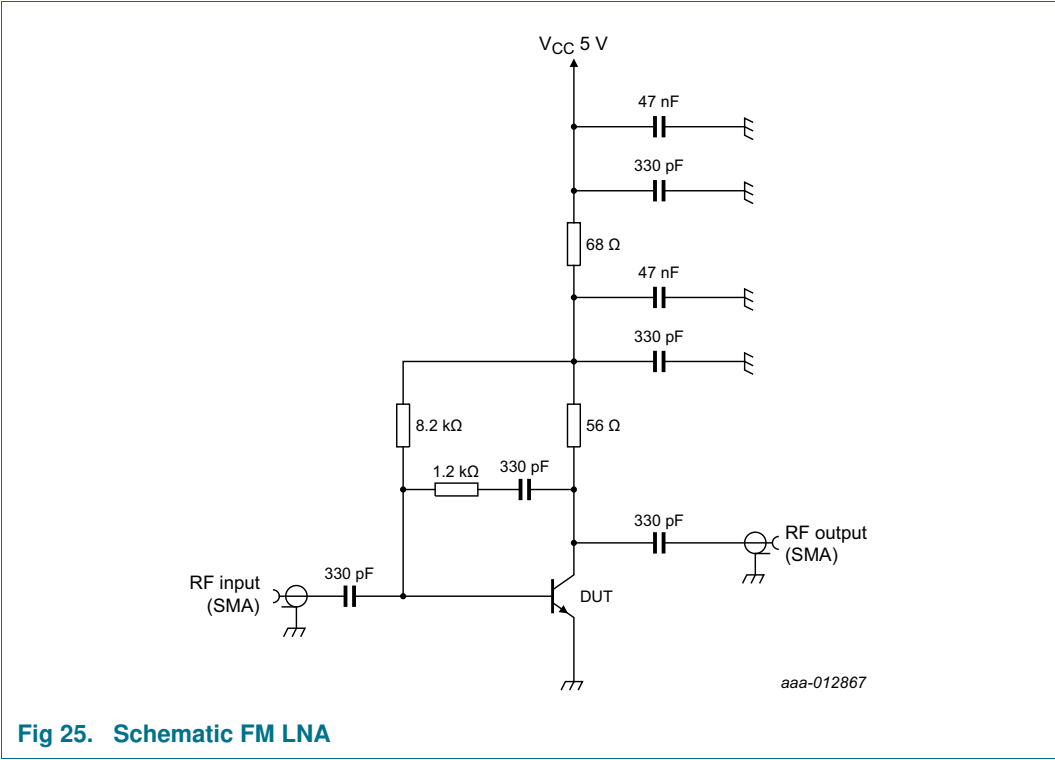 VCC 5 V
47 nF
330 pF
68 Ω
47 nF
330 pF
8.2 kΩ
56 Ω
1.2 kΩ
330 pF
330 pF
RF output
(SMA)
330 pF
RF input
(SMA)
DUT
aaa-012867
Fig 25. Schematic FM LNA